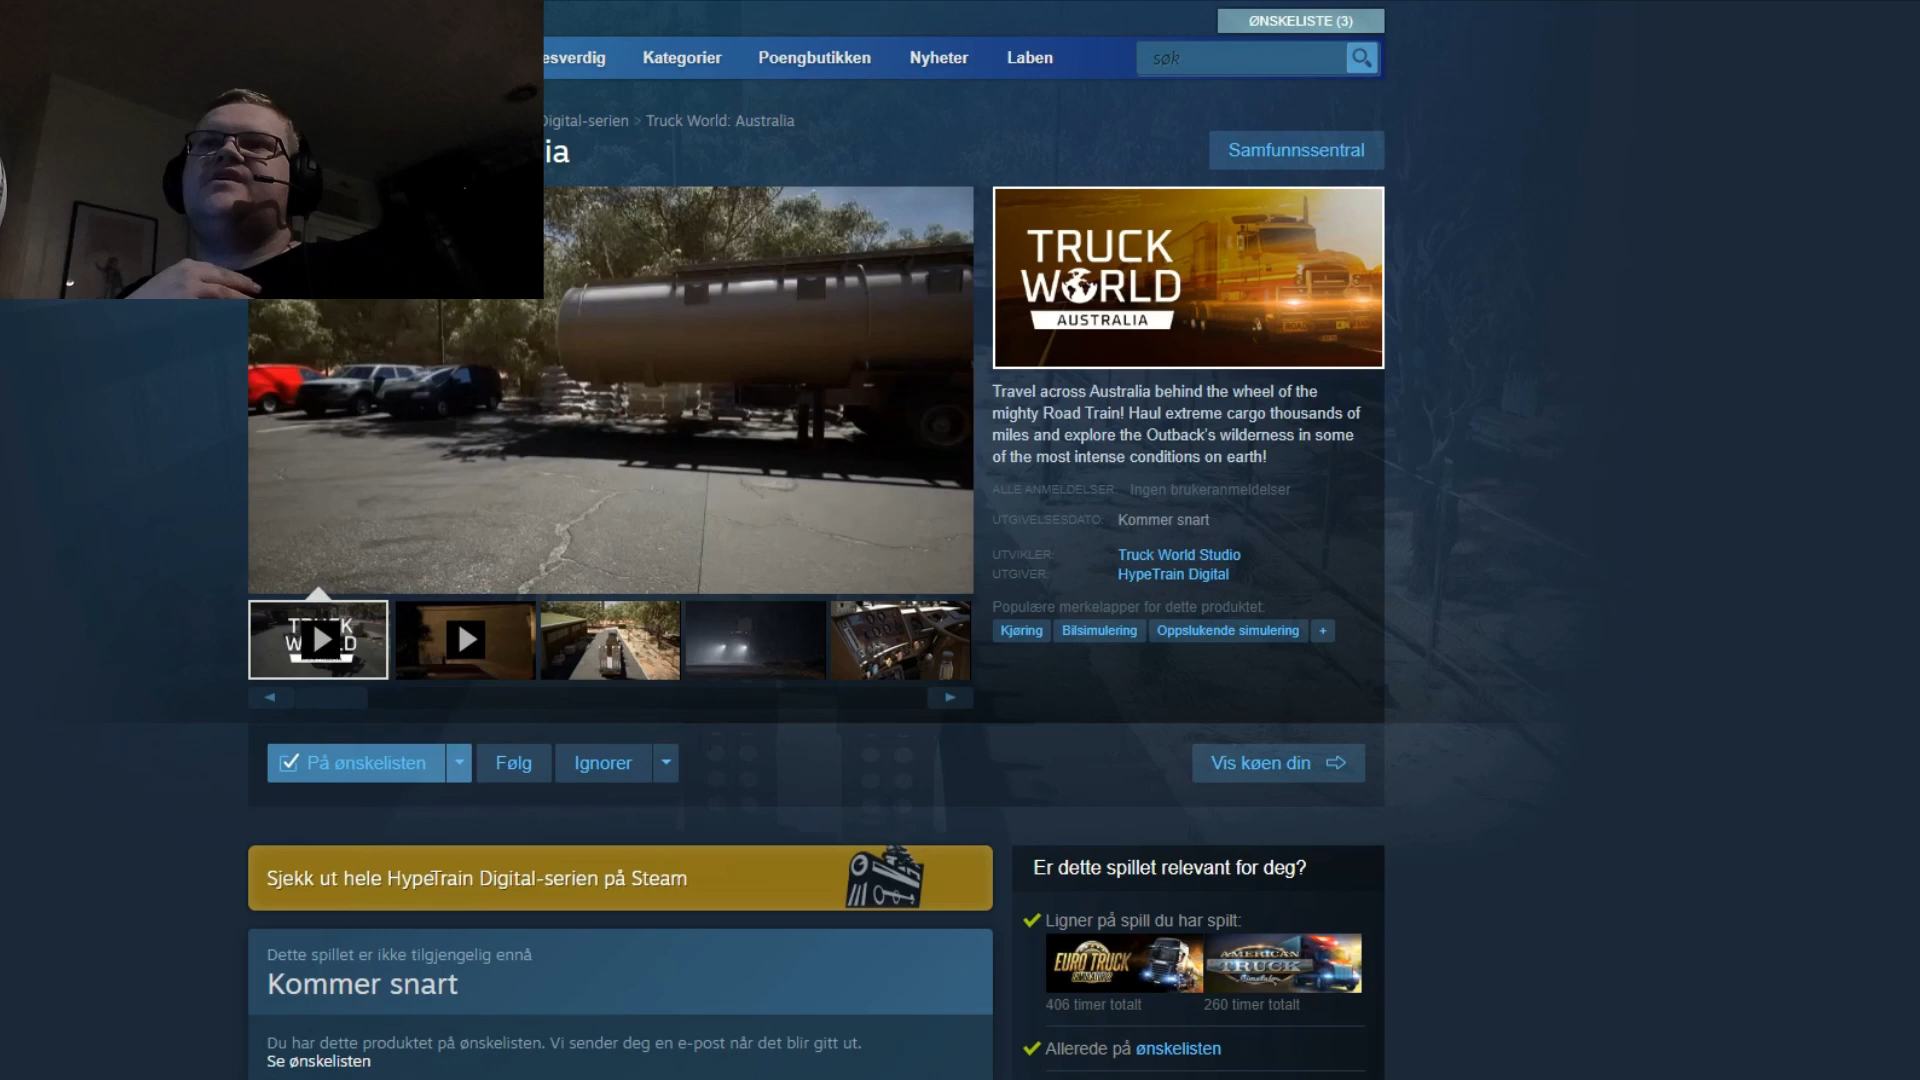 ØNSKELISTE (3)
esverdig Kategorier Poengbutikken Nyheter Laben søk
Digital-serien > Truck World: Australia
ia
Samfunnssentral
TRUCK
WORLD
AUSTRALIA
Travel across Australia behind the wheel of the
mighty Road Train! Haul extreme cargo thousands of
miles and explore the Outback's wilderness in some
of the most intense conditions on earth!
ALLE ANMELDELSER: Ingen brukeranmeldelser
UTGIVELSESDATO: Kommer snart
UTVIKLER: Truck World Studio
UTGIVER: HypeTrain Digital
Populære merkelapper for dette produktet:
Kjøring Bilsimulering Oppslukende simulering +
På ønskelisten Følg Ignorer Vis køen din
Sjekk ut hele HypeTrain Digital-serien på Steam
Dette spillet er ikke tilgjengelig ennå
Kommer snart
Du har dette produktet på ønskelisten. Vi sender deg en e-post når det blir gitt ut.
Se ønskelisten
Er dette spillet relevant for deg?
Ligner på spill du har spilt:
EURO TRUCK
SIMULATOR 2
AMERICAN
TRUCK
Simulator
406 timer totalt 260 timer totalt
Allerede på ønskelisten